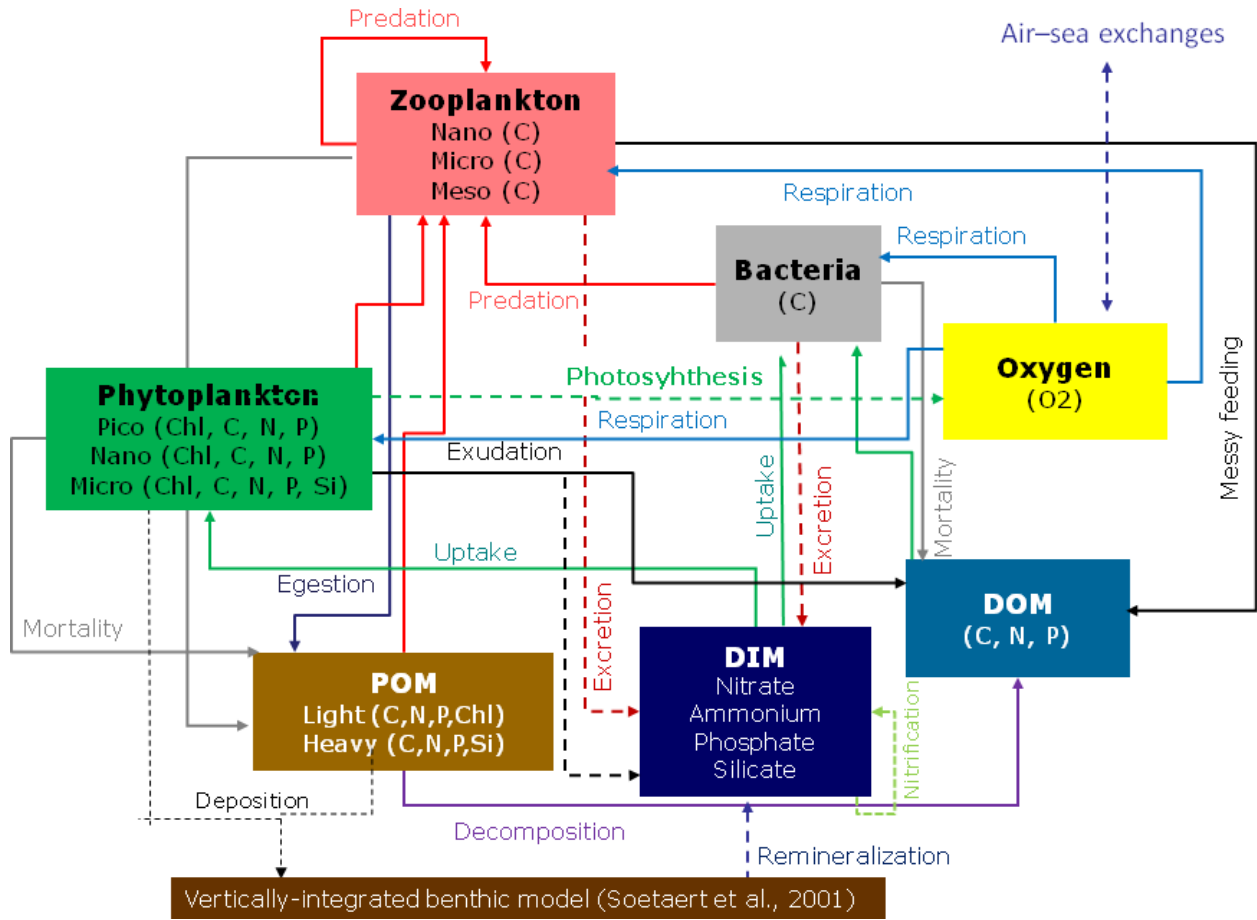 Predation
Air–sea exchanges
Zooplankton
Nano (C)
Micro (C)
Meso (C)
Respiration
Respiration
Bacteria
(C)
Predation
Oxygen
(O2)
Messy feeding
Photosyhthesis
Phytoplankton
Pico (Chl, C, N, P)
Nano (Chl, C, N, P)
Micro (Chl, C, N, P, Si)
Respiration
Exudation
Uptake
Excretion
Mortality
Uptake
Egestion
Mortality
Excretion
DOM
(C, N, P)
POM
Light (C,N,P,Chl)
Heavy (C,N,P,Si)
DIM
Nitrate
Ammonium
Phosphate
Silicate
Nitrification
Deposition
Decomposition
Remineralization
Vertically-integrated benthic model (Soetaert et al., 2001)